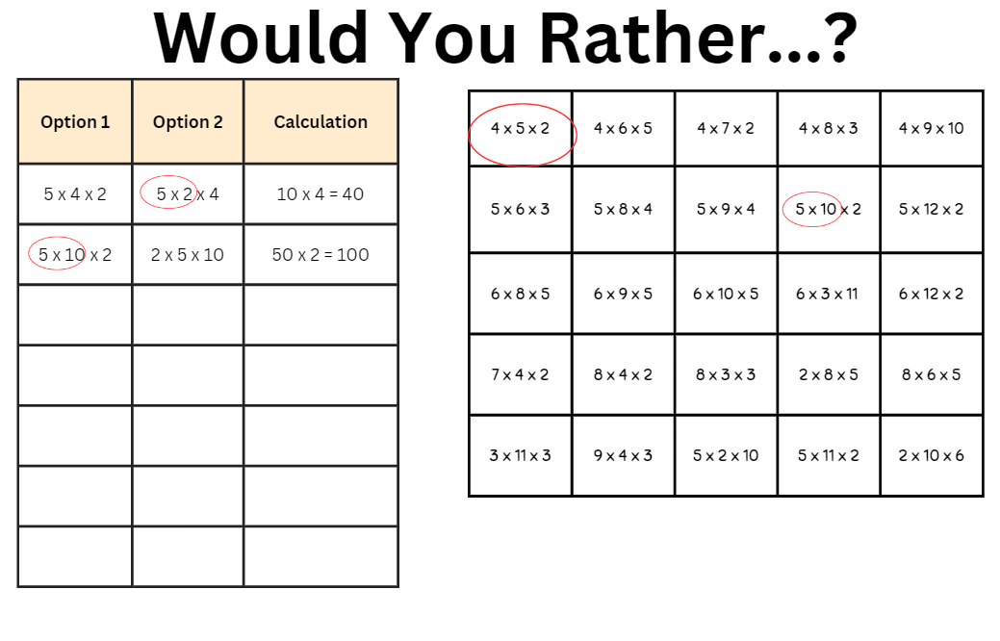 Would You Rather...?
Option 1 Option 2 Calculation
5 x 4 x 2 5 x 2 x 4 10 x 4 = 40
5 x 10 x 2 2 x 5 x 10 50 x 2 = 100
4 x 5 x 2 4 x 6 x 5 4 x 7 x 2 4 x 8 x 3 4 x 9 x 10
5 x 6 x 3 5 x 8 x 4 5 x 9 x 4 5 x 10 x 2 5 x 12 x 2
6 x 8 x 5 6 x 9 x 5 6 x 10 x 5 6 x 3 x 11 6 x 12 x 2
7 x 4 x 2 8 x 4 x 2 8 x 3 x 3 2 x 8 x 5 8 x 6 x 5
3 x 11 x 3 9 x 4 x 3 5 x 2 x 10 5 x 11 x 2 2 x 10 x 6